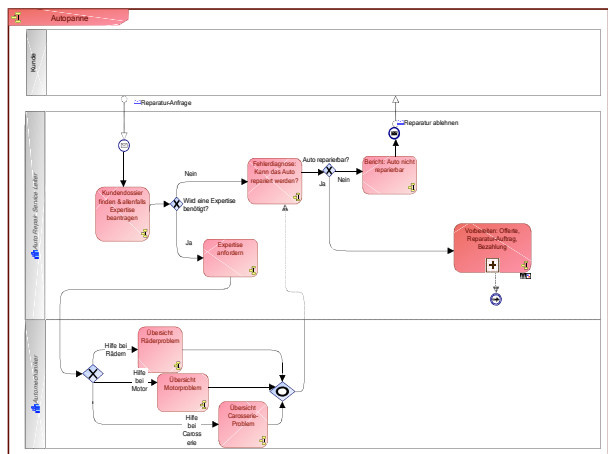 Autopanne
Kunde
Reparatur-Anfrage
Reparatur ablehnen
Auto Repair Service Leiter
Kundendossier
finden & allenfalls
Expertise
beantragen
Nein
Wird eine Expertise
benötigt?
Ja
Expertise
anfordern
Fehlerdiagnose:
Kann das Auto
repariert werden?
Auto reparierbar?
Nein
Ja
Bericht: Auto nicht
reparierbar
Vorbereiten: Offerte,
Reparatur-Auftrag,
Bezahlung.
Automechaniker
Hilfe bei
Rädern
Übersicht
Räderproblem
Hilfe
bei
Motor
Übersicht
Motorproblem
Hilfe
bei
Caross
erie
Übersicht
Carosserie-
Problem